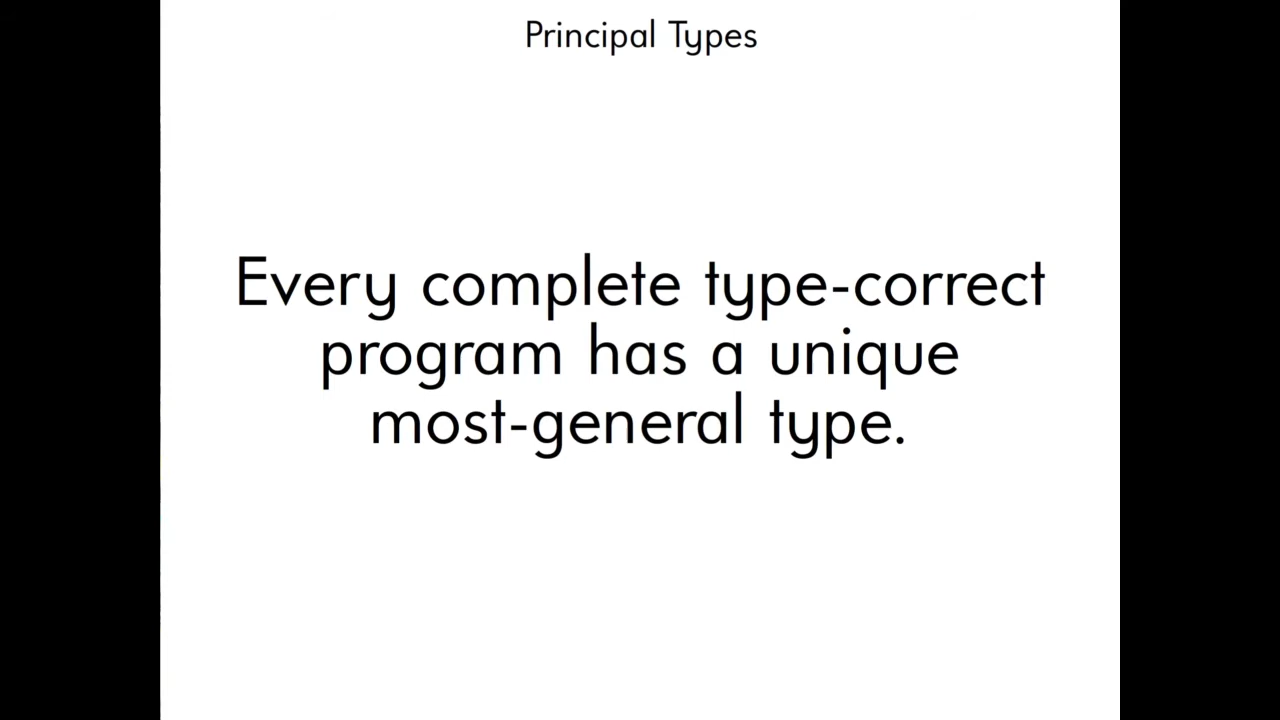 Principal Types
Every complete type-correct
program has a unique
most-general type.